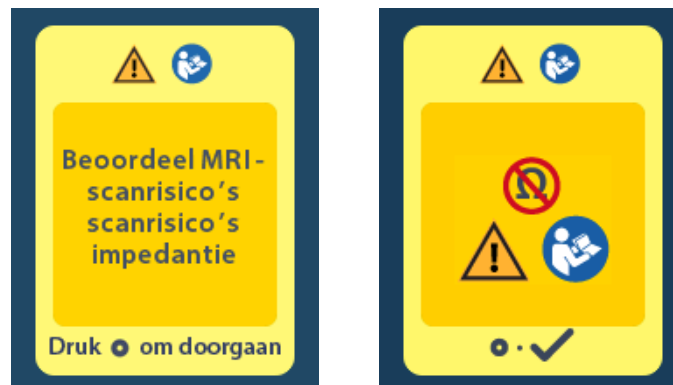 Beoordeel MRI-
scanrisico's
scanrisico's
impedantie
Druk om doorgaan
Ω